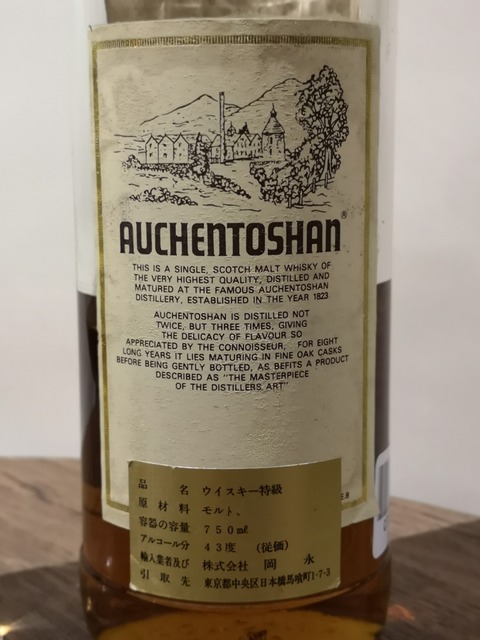 AUCHENTOSHAN®
THIS IS A SINGLE, SCOTCH MALT WHISKY OF
THE VERY HIGHEST QUALITY, DISTILLED AND
MATURED AT THE FAMOUS AUCHENTOSHAN
DISTILLERY, ESTABLISHED IN THE YEAR 1823
AUCHENTOSHAN IS DISTILLED NOT
TWICE, BUT THREE TIMES, GIVING
THE DELICACY OF FLAVOUR SO
APPRECIATED BY THE CONNOISSEUR, FOR EIGHT
LONG YEARS IT LIES MATURING IN FINE OAK CASKS
BEFORE BEING GENTLY BOTTLED, AS BEFITS A PRODUCT
DESCRIBED AS "THE MASTERPIECE
OF THE DISTILLERS ART"
品名 ウイスキー特級
原材料 モルト、
容器の容量 750㎖
アルコール分 43度 (従価)
輸入業者及び 株式会社 岡永
引取先 東京都中央区日本橋馬喰町1-7-3